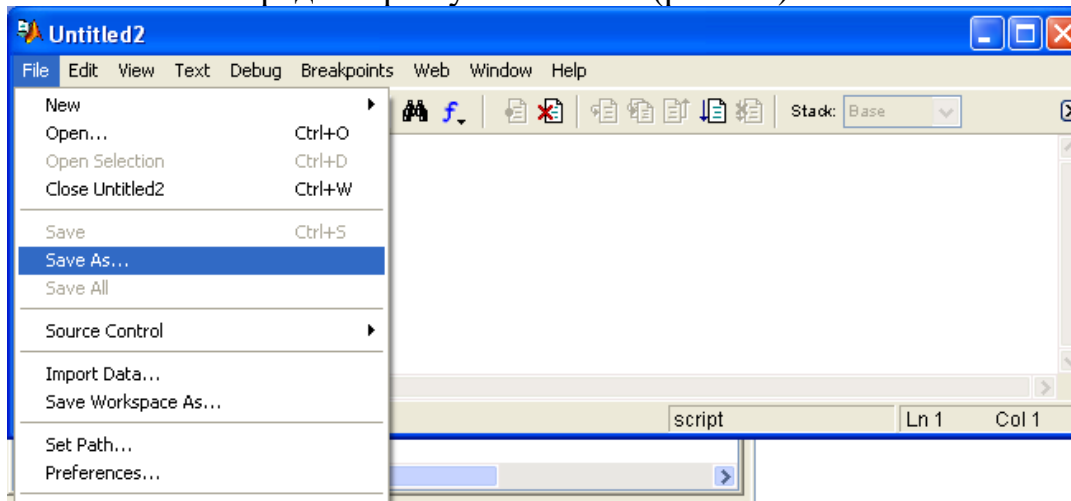 Untitled2
File Edit View Text Debug Breakpoints Web Window Help
New
Stack: Base
Open... Ctrl+O
Open Selection Ctrl+D
Close Untitled2 Ctrl+W
Save Ctrl+S
Save As...
Save All
Source Control
Import Data...
Save Workspace As...
script Ln 1 Col 1
Set Path...
Preferences...